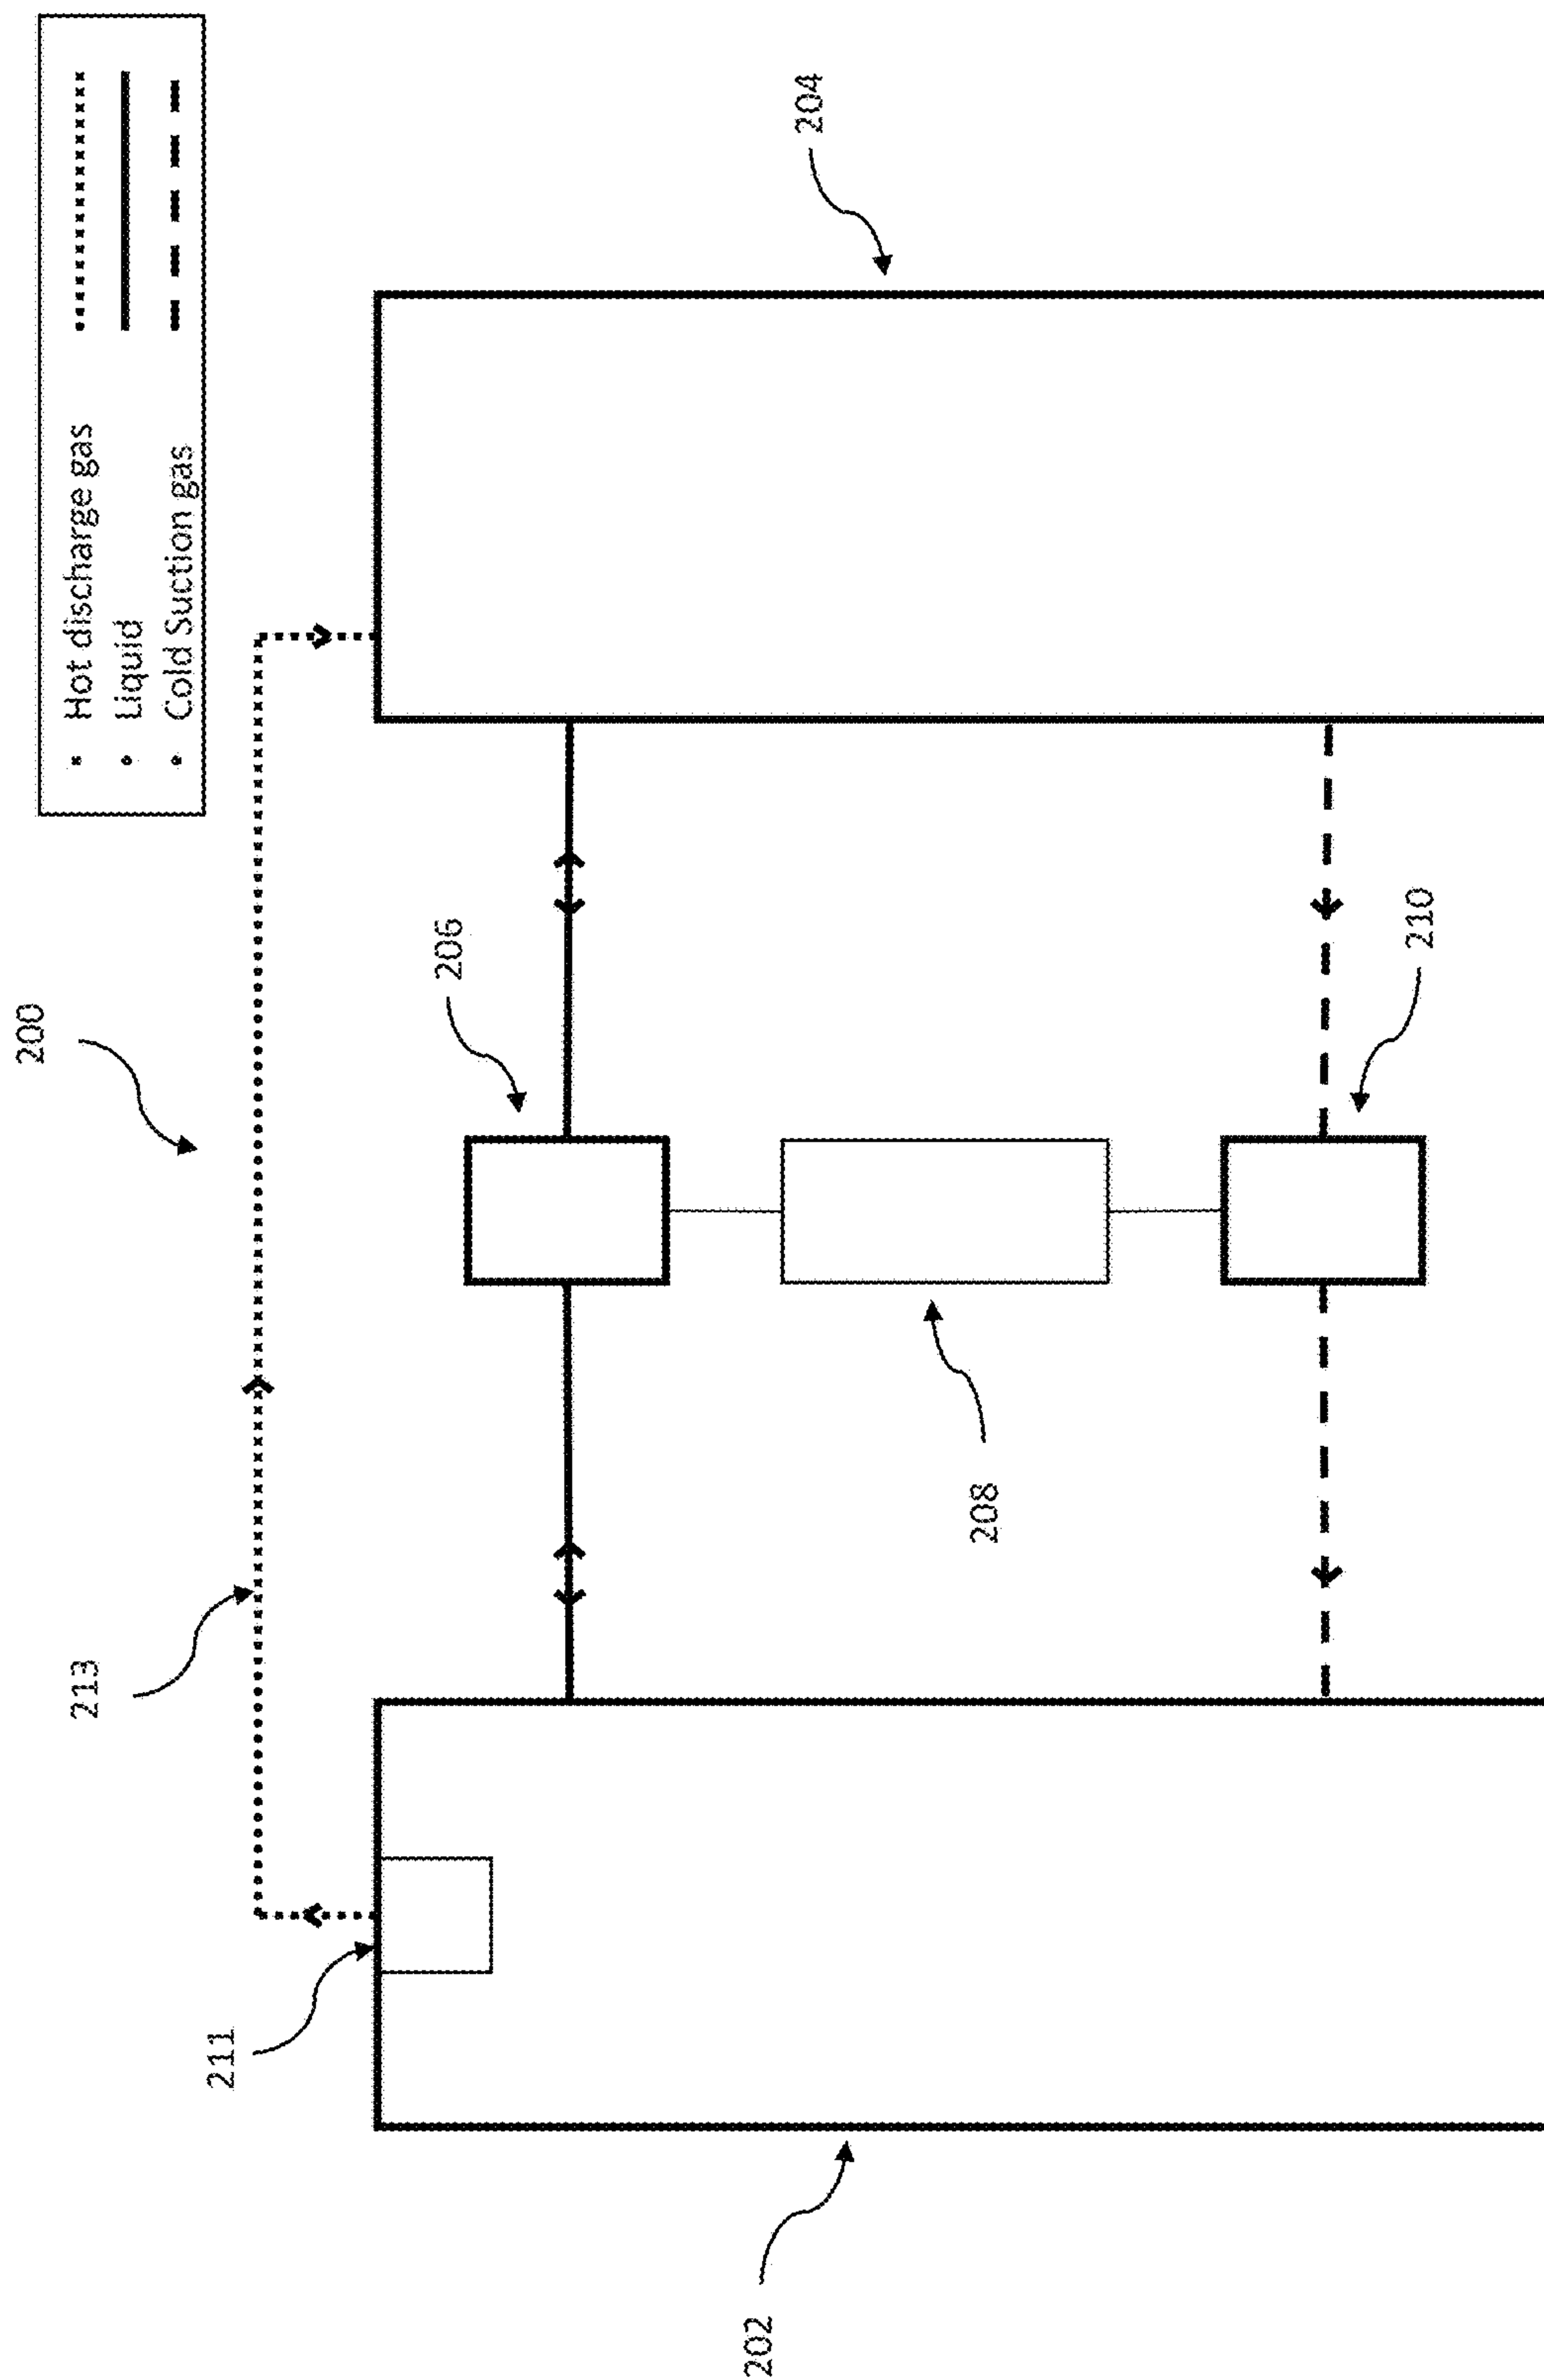 200
Hot discharge gas
Liquid
Cold Suction gas
213
211
206
204
208
210
202